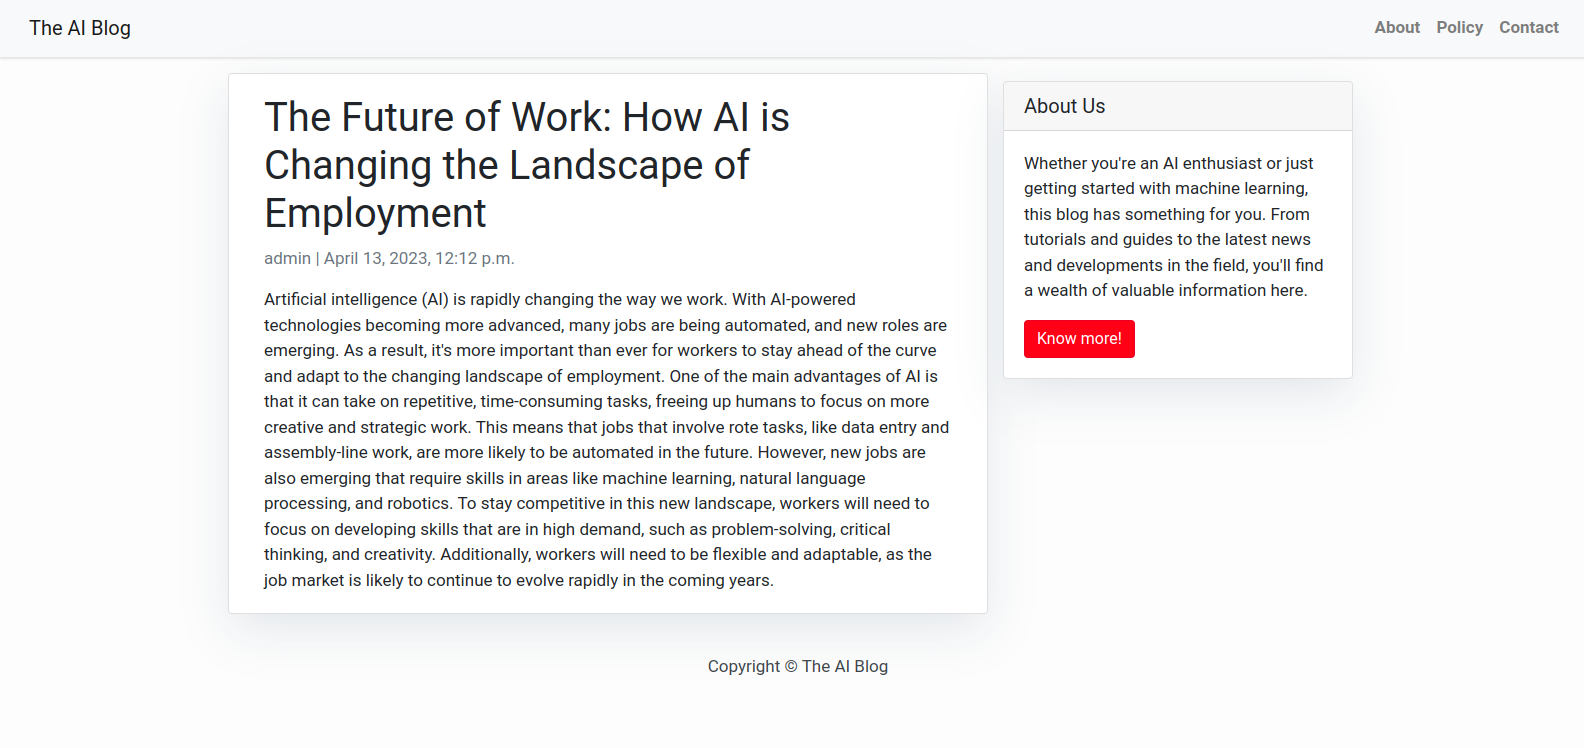 The AI Blog
About Policy Contact
The Future of Work: How AI is
Changing the Landscape of
Employment
admin | April 13, 2023, 12:12 p.m.
Artificial intelligence (AI) is rapidly changing the way we work. With AI-powered
technologies becoming more advanced, many jobs are being automated, and new roles are
emerging. As a result, it's more important than ever for workers to stay ahead of the curve
and adapt to the changing landscape of employment. One of the main advantages of AI is
that it can take on repetitive, time-consuming tasks, freeing up humans to focus on more
creative and strategic work. This means that jobs that involve rote tasks, like data entry and
assembly-line work, are more likely to be automated in the future. However, new jobs are
also emerging that require skills in areas like machine learning, natural language
processing, and robotics. To stay competitive in this new landscape, workers will need to
focus on developing skills that are in high demand, such as problem-solving, critical
thinking, and creativity. Additionally, workers will need to be flexible and adaptable, as the
job market is likely to continue to evolve rapidly in the coming years.
About Us
Whether you're an AI enthusiast or just
getting started with machine learning,
this blog has something for you. From
tutorials and guides to the latest news
and developments in the field, you'll find
a wealth of valuable information here.
Know more!
Copyright © The AI Blog